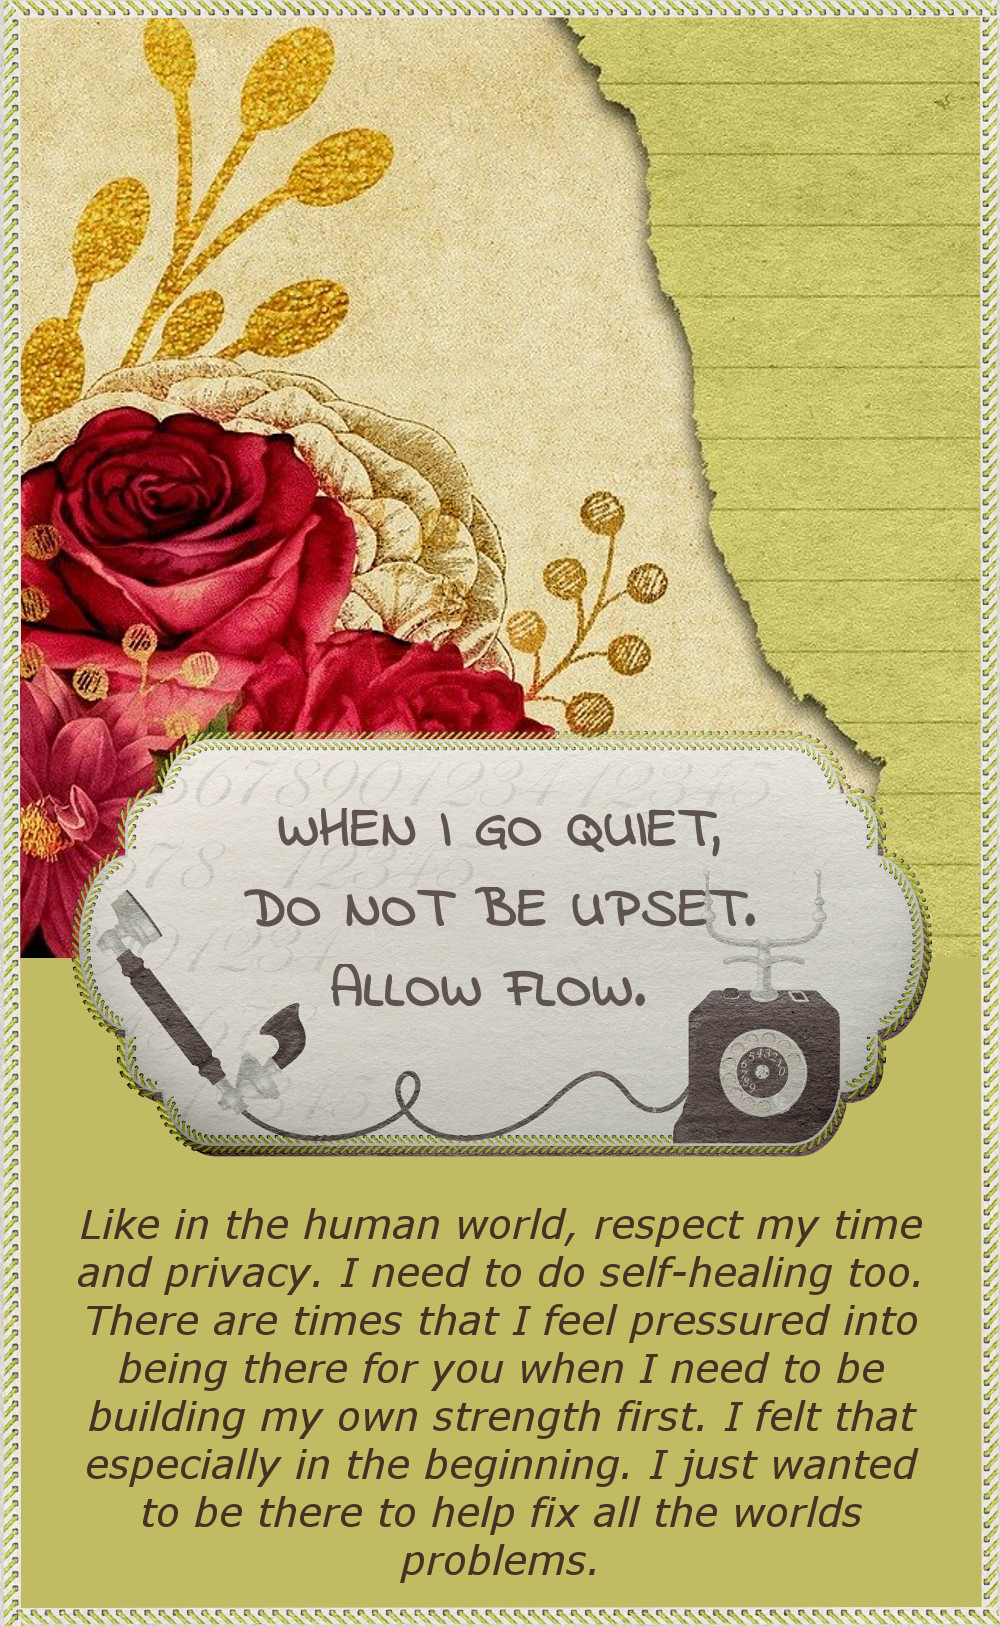 WHEN I GO QUIET,
DO NOT BE UPSET.
ALLOW FLOW.
Like in the human world, respect my time
and privacy. I need to do self-healing too.
There are times that I feel pressured into
being there for you when I need to be
building my own strength first. I felt that
especially in the beginning. I just wanted
to be there to help fix all the worlds
problems.